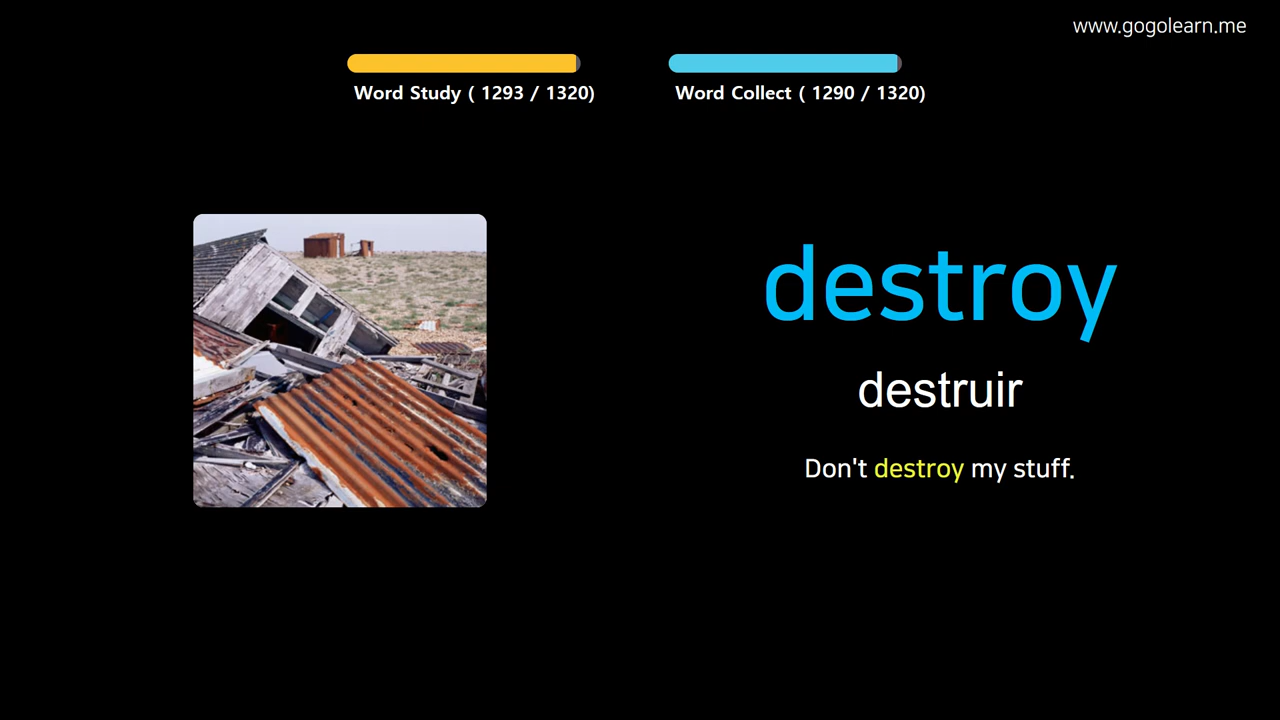 www.gogolearn.me
Word Study ( 1293 / 1320)
Word Collect ( 1290 / 1320)
destroy
destruir
Don't destroy my stuff.